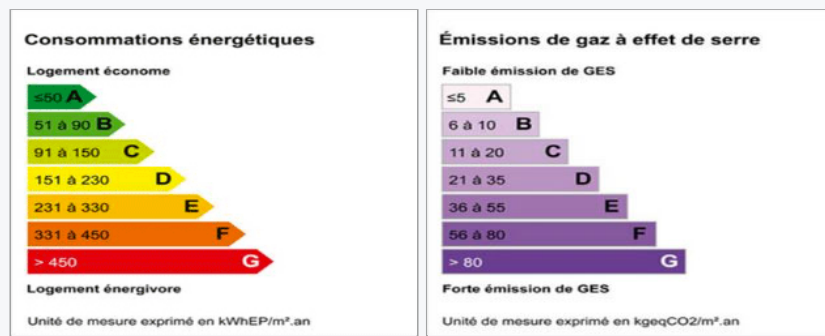 Consommations énergétiques
Logement économe
≤50 A
51 à 90 B
91 à 150 C
151 à 230 D
231 à 330 E
331 à 450 F
> 450 G
Logement énergivore
Unité de mesure exprimé en kWhEP/m².an
Émissions de gaz à effet de serre
Faible émission de GES
≤5 A
6 à 10 B
11 à 20 C
21 à 35 D
36 à 55 E
56 à 80 F
> 80 G
Forte émission de GES
Unité de mesure exprimé en kgeqCO2/m².an